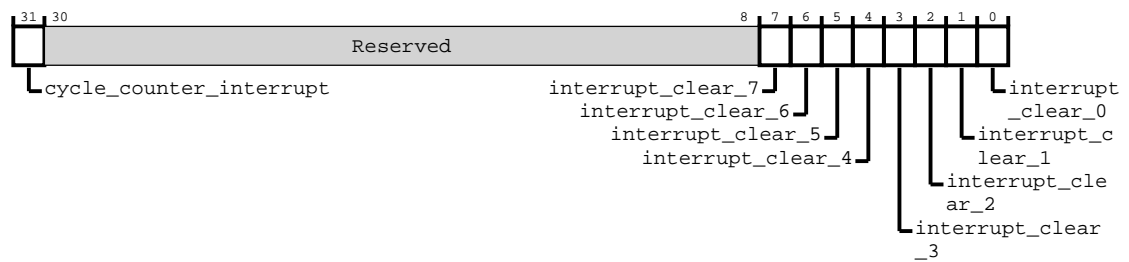 31 30 8 7 6 5 4 3 2 1 0
Reserved
cycle_counter_interrupt
interrupt_clear_7
interrupt_clear_6
interrupt_clear_5
interrupt_clear_4
interrupt
_clear_0
interrupt_c
lear_1
interrupt_cle
ar_2
interrupt_clear
_3